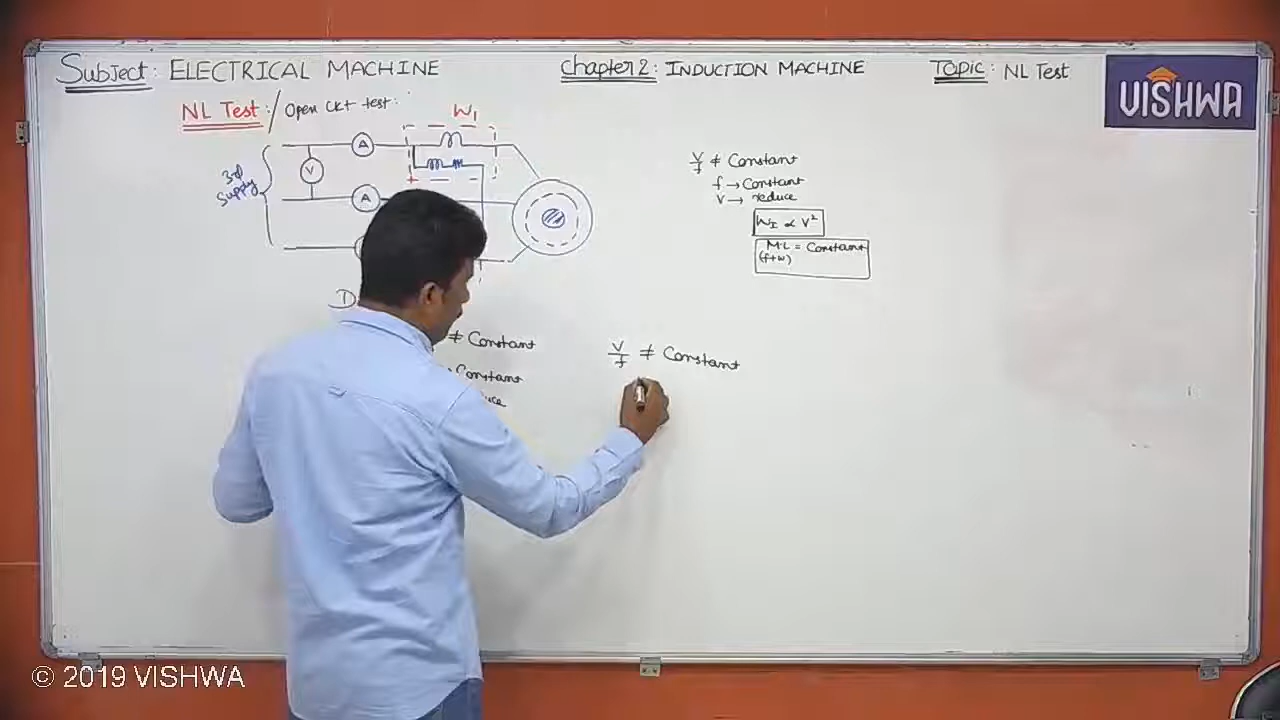 Subject: ELECTRICAL MACHINE
Chapter 2: INDUCTION MACHINE
Topic: NL Test
VISHWA
NL Test:/ Open Ckt test:
W1
A
V
A
+
3ϕ
Supply
V/f ≠ Constant
f → Constant
V → reduce
WI ∝ V²
ML = Constant
(f+w)
D
≠ Constant
Constant
V/f ≠ Constant
© 2019 VISHWA